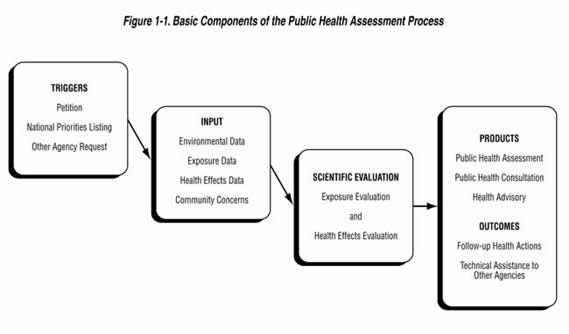 Figure 1-1. Basic Components of the Public Health Assessment Process
TRIGGERS
Petition
National Priorities Listing
Other Agency Request
INPUT
Environmental Data
Exposure Data
Health Effects Data
Community Concerns
SCIENTIFIC EVALUATION
Exposure Evaluation
and
Health Effects Evaluation
PRODUCTS
Public Health Assessment
Public Health Consultation
Health Advisory
OUTCOMES
Follow-up Health Actions
Technical Assistance to
Other Agencies